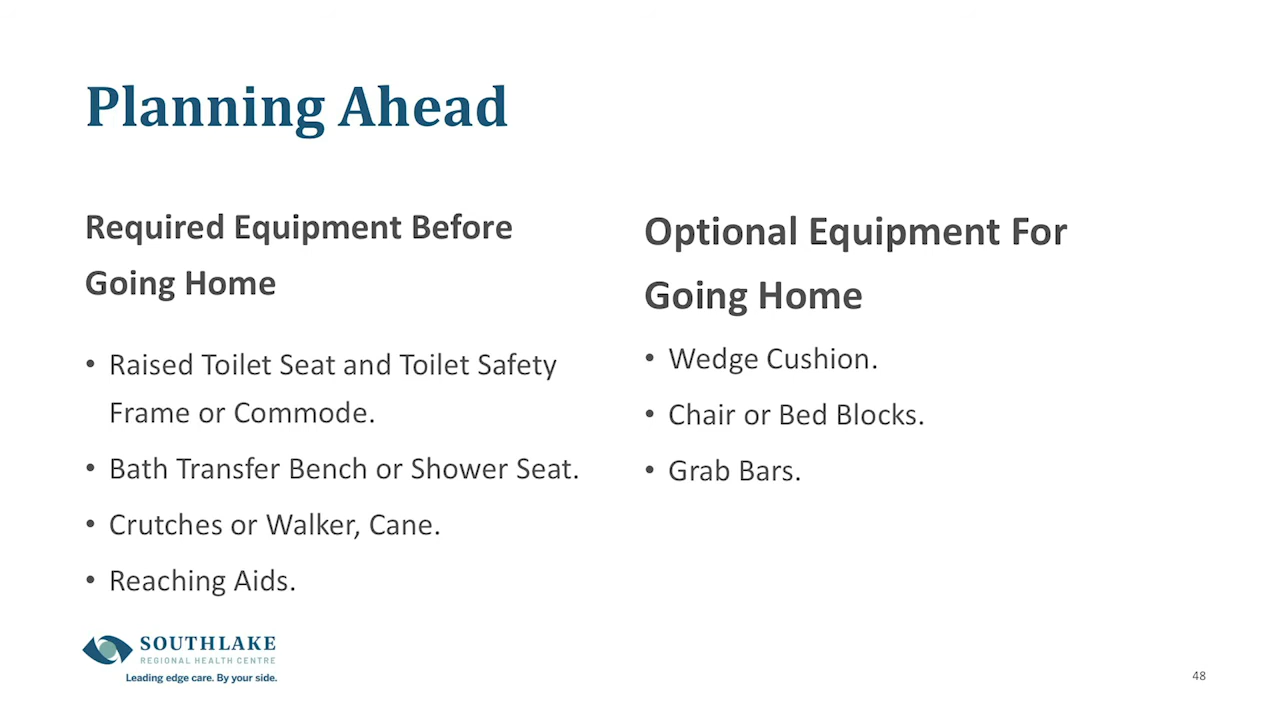 Planning Ahead
Required Equipment Before
Going Home
• Raised Toilet Seat and Toilet Safety
Frame or Commode.
• Bath Transfer Bench or Shower Seat.
• Crutches or Walker, Cane.
• Reaching Aids.
Optional Equipment For
Going Home
• Wedge Cushion.
• Chair or Bed Blocks.
• Grab Bars.
SOUTHLAKE
REGIONAL HEALTH CENTRE
Leading edge care. By your side.
48